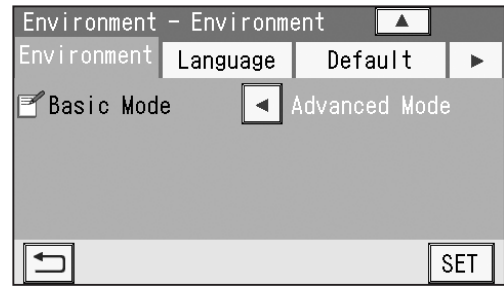 Environment - Environment
Environment Language Default
Basic Mode Advanced Mode
SET